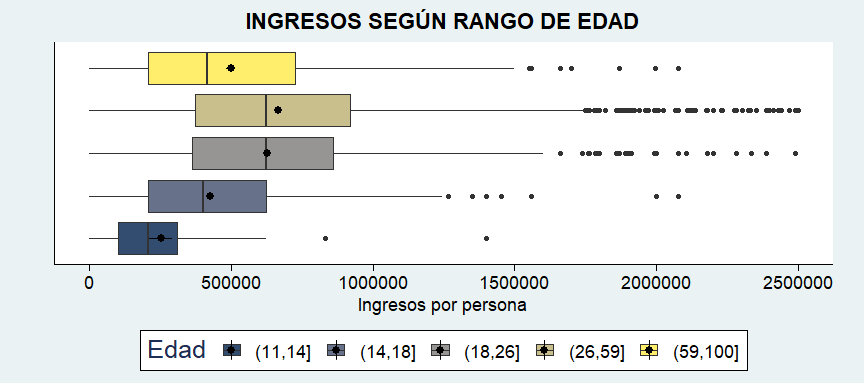 INGRESOS SEGÚN RANGO DE EDAD
0 500000 1000000 1500000 2000000 2500000
Ingresos por persona
Edad (11,14] (14,18] (18,26] (26,59] (59,100]